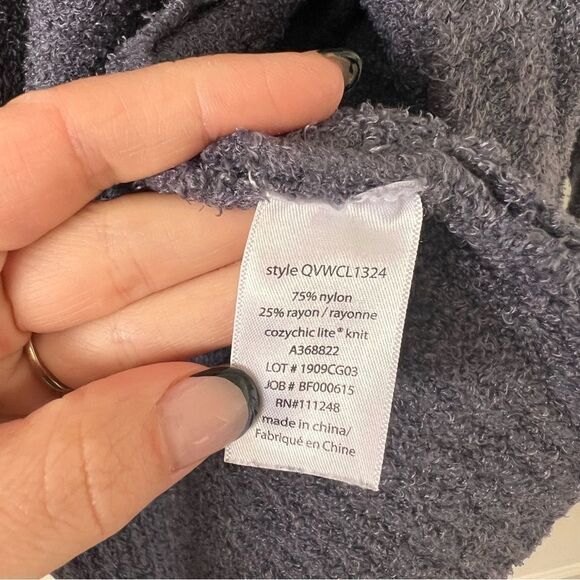 style QVWCL1324
75% nylon
25% rayon / rayonne
cozychic lite® knit
A368822
LOT # 1909CG03
JOB # BF000615
RN#111248
made in china/
Fabriqué en Chine